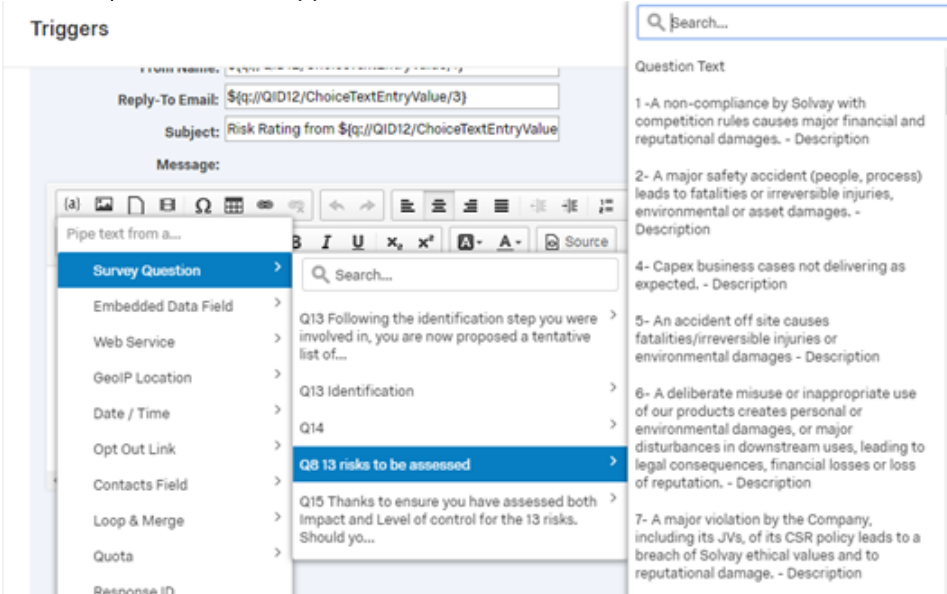 Triggers
Reply-To Email: ${q://QID12/ChoiceTextEntryValue/3}
Subject: Risk Rating from ${q://QID12/ChoiceTextEntryValue
Message:
{a}
Ω
B I U x₂ x² A A Source
Pipe text from a...
Survey Question
Embedded Data Field
Web Service
GeoIP Location
Date / Time
Opt Out Link
Contacts Field
Loop & Merge
Quota
Response ID
Search...
Q13 Following the identification step you were
involved in, you are now proposed a tentative
list of...
Q13 Identification
Q14
Q8 13 risks to be assessed
Q15 Thanks to ensure you have assessed both
Impact and Level of control for the 13 risks.
Should yo...
Search...
Question Text
1 -A non-compliance by Solvay with
competition rules causes major financial and
reputational damages. - Description
2- A major safety accident (people, process)
leads to fatalities or irreversible injuries,
environmental or asset damages. -
Description
4- Capex business cases not delivering as
expected. - Description
5- An accident off site causes
fatalities/irreversible injuries or
environmental damages - Description
6- A deliberate misuse or inappropriate use
of our products creates personal or
environmental damages, or major
disturbances in downstream uses, leading to
legal consequences, financial losses or loss
of reputation. - Description
7- A major violation by the Company,
including its JVs, of its CSR policy leads to a
breach of Solvay ethical values and to
reputational damage. - Description